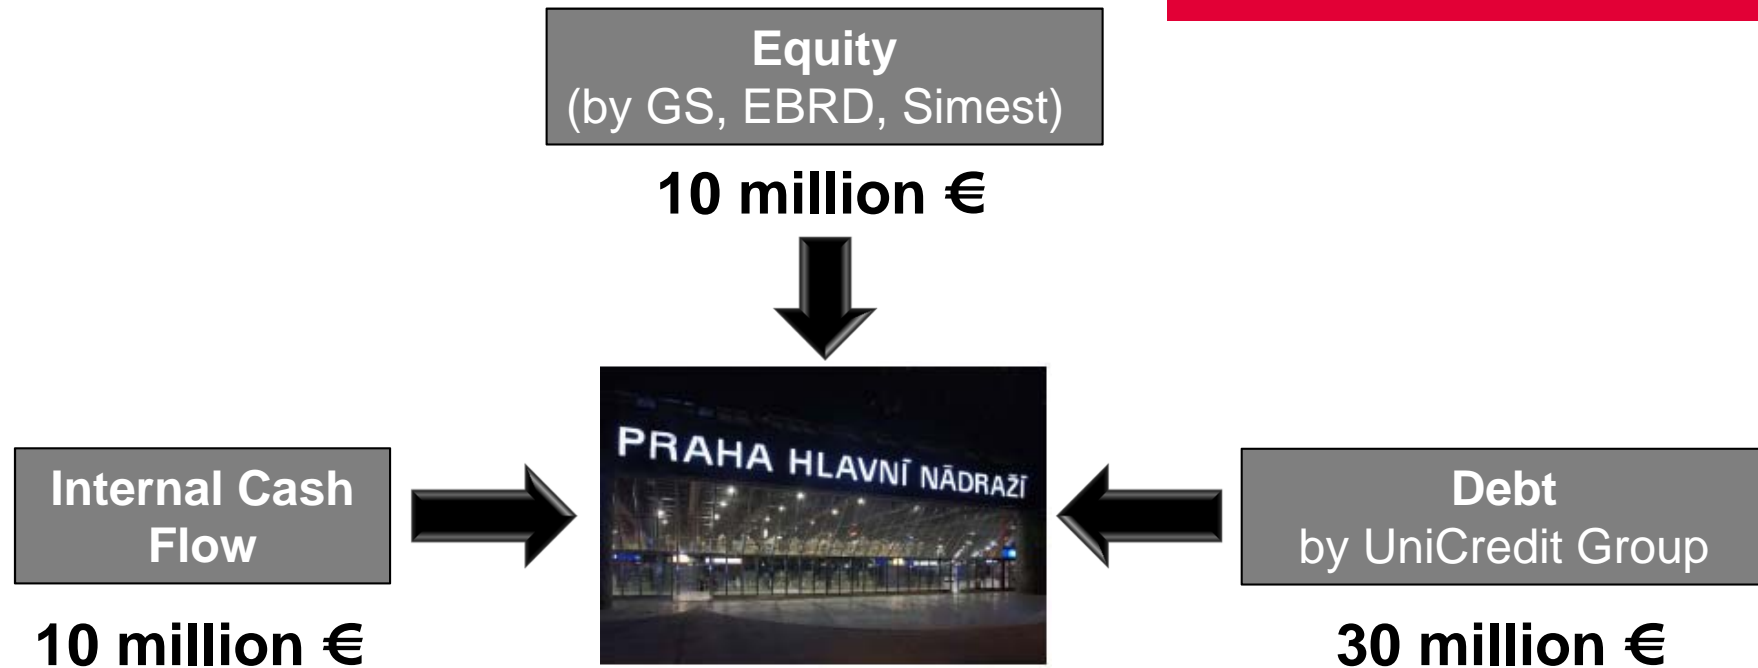 Equity
(by GS, EBRD, Simest)
10 million €
PRAHA HLAVNÍ NÁDRAŽÍ
Internal Cash
Flow
10 million €
Debt
by UniCredit Group
30 million €